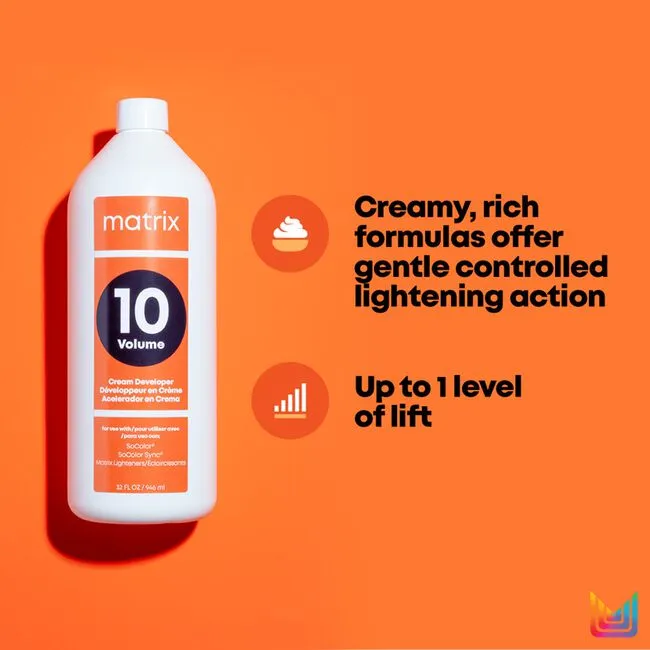 matrix
10
Volume
Cream Developer
Développeur en Crème
Acelerador en Crema
for use with/pour utiliser avec
/para uso con:
SoColor®
SoColor Sync®
Matrix Lighteners/Éclaircissants
32 FL OZ / 946 ml
Creamy, rich
formulas offer
gentle controlled
lightening action
Up to 1 level
of lift